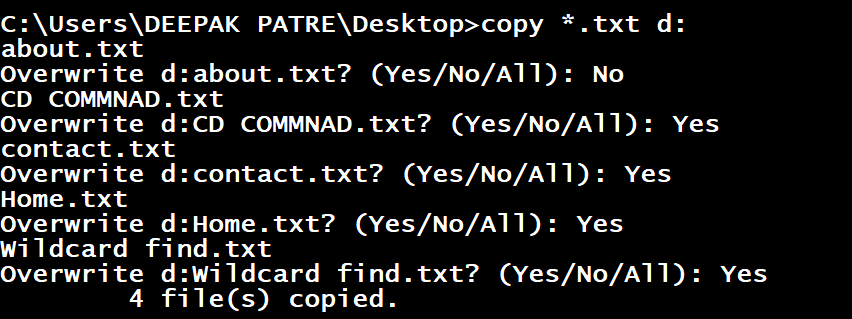 C:\Users\DEEPAK PATRE\Desktop>copy *.txt d:
about.txt
Overwrite d:about.txt? (Yes/No/All): No
CD COMMNAD.txt
Overwrite d:CD COMMNAD.txt? (Yes/No/All): Yes
contact.txt
Overwrite d:contact.txt? (Yes/No/All): Yes
Home.txt
Overwrite d:Home.txt? (Yes/No/All): Yes
Wildcard find.txt
Overwrite d:Wildcard find.txt? (Yes/No/All): Yes
        4 file(s) copied.